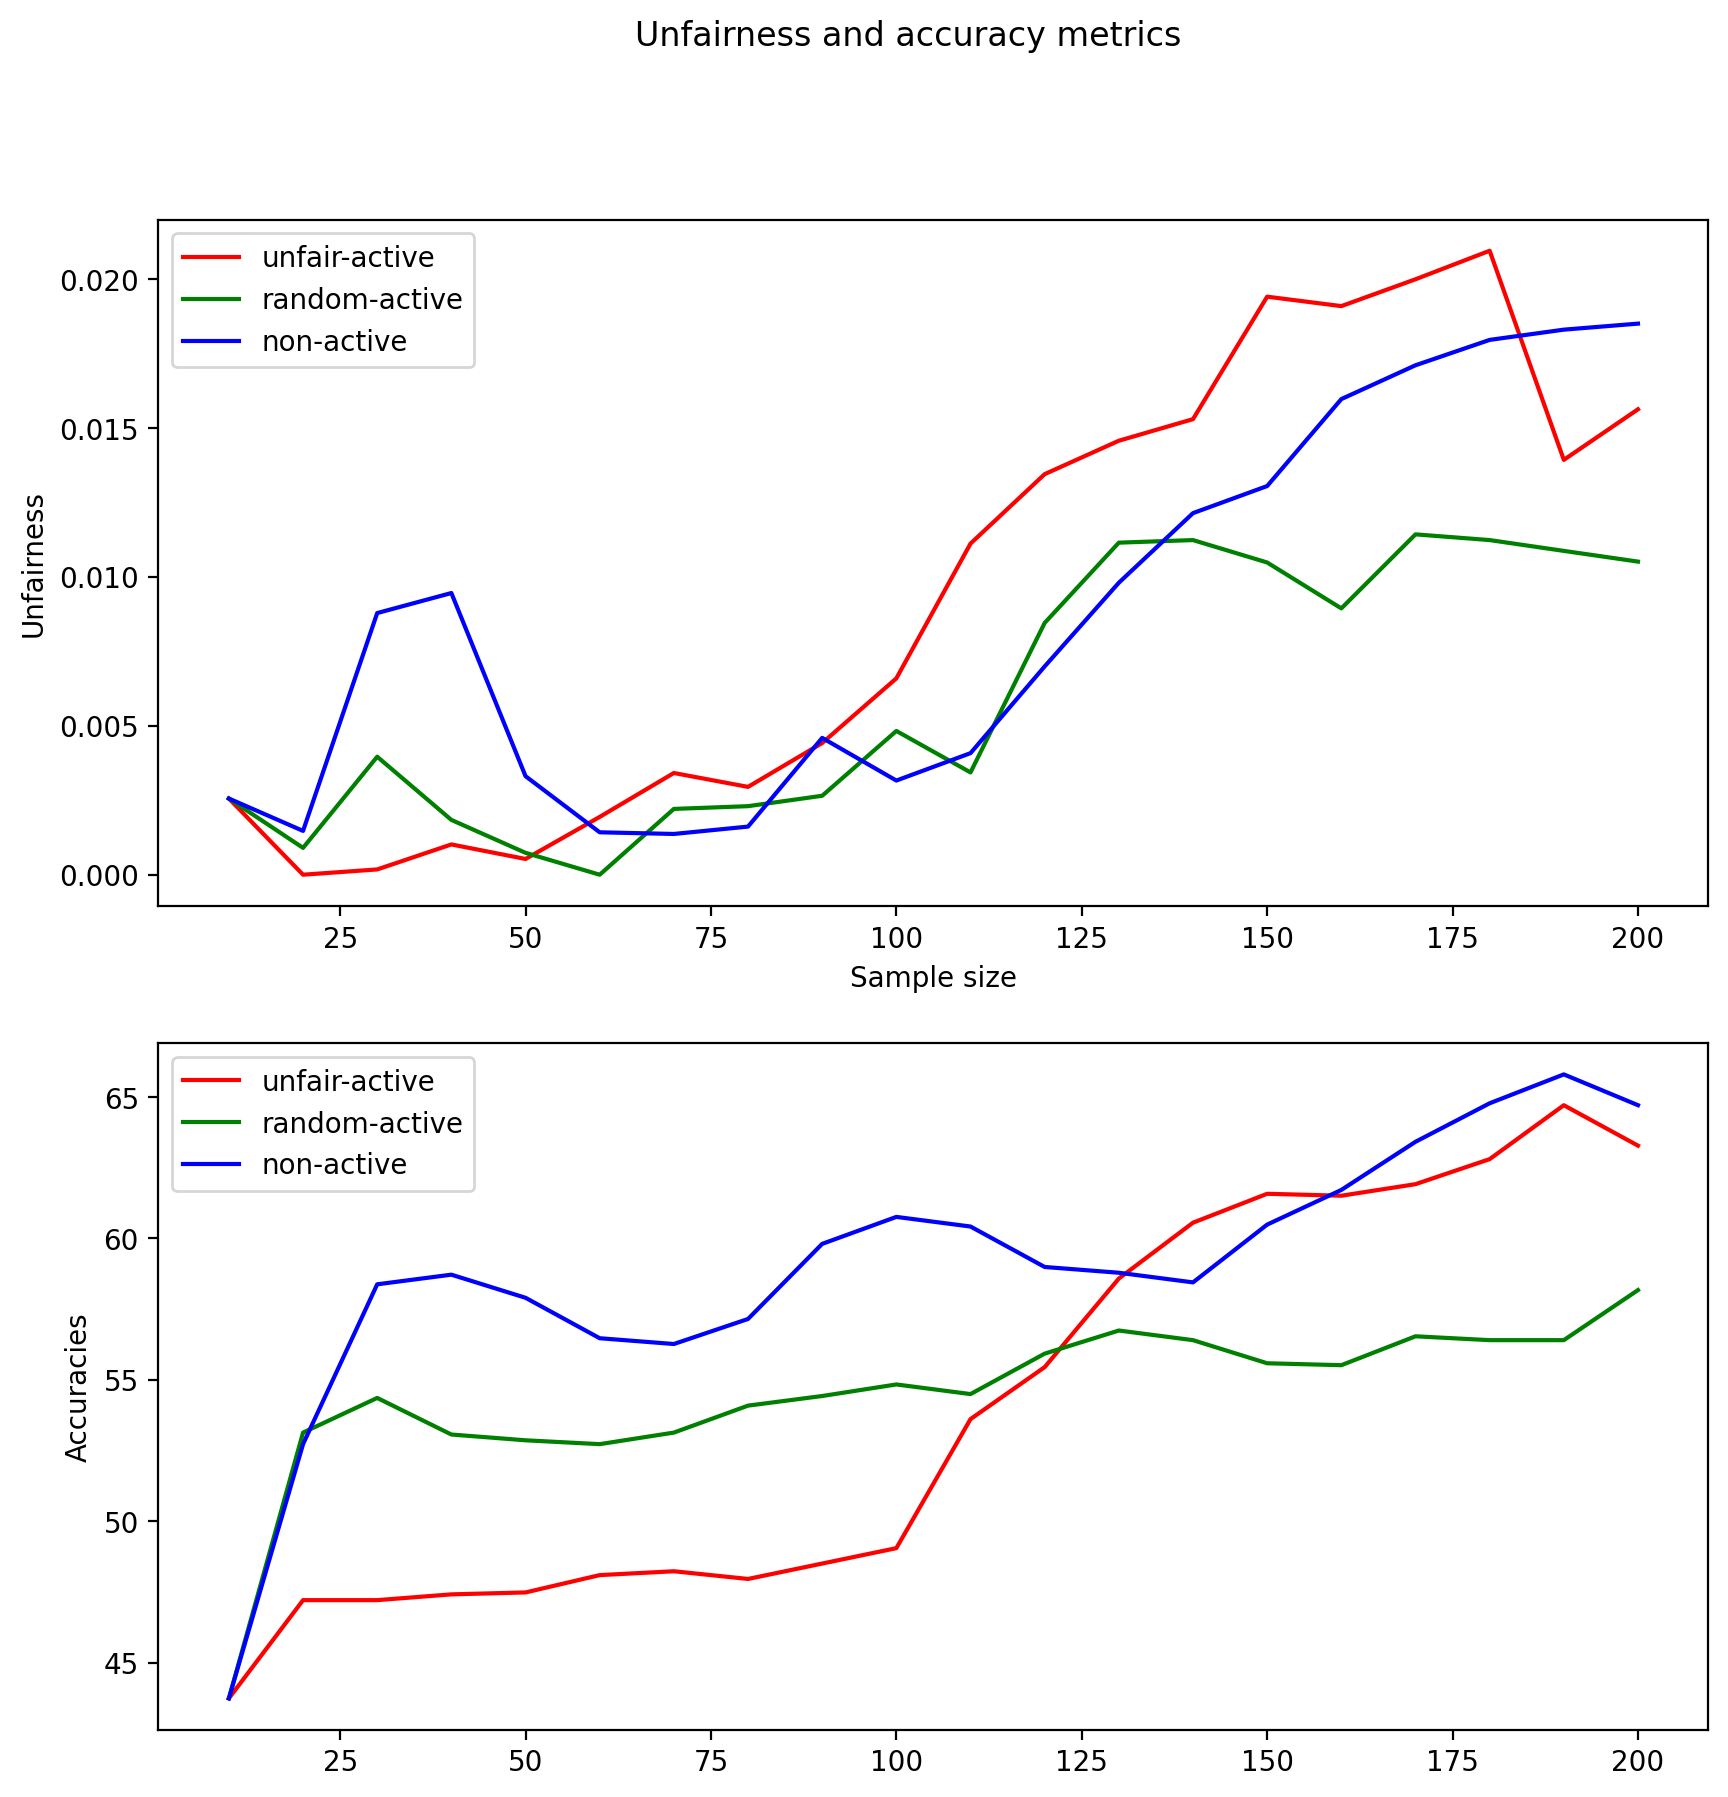 Unfairness and accuracy metrics
unfair-active
random-active
non-active
0.020
0.015
0.010
0.005
0.000
Unfairness
25 50 75 100 125 150 175 200
Sample size
unfair-active
random-active
non-active
65
60
55
50
45
Accuracies
25 50 75 100 125 150 175 200